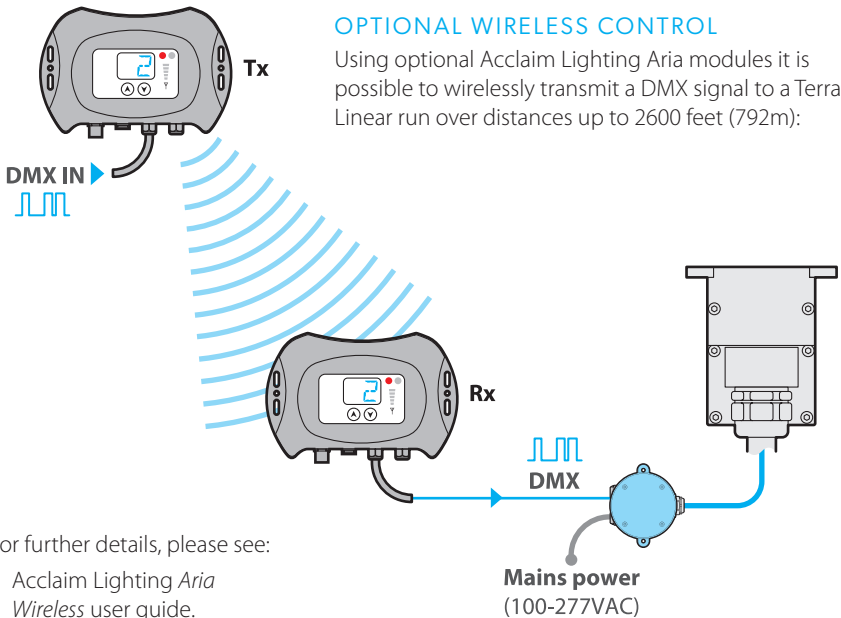 OPTIONAL WIRELESS CONTROL
Using optional Acclaim Lighting Aria modules it is
possible to wirelessly transmit a DMX signal to a Terra
Linear run over distances up to 2600 feet (792m):
2
Tx
DMX IN
2
Rx
DMX
Mains power
(100-277VAC)
or further details, please see:
Acclaim Lighting Aria
Wireless user guide.